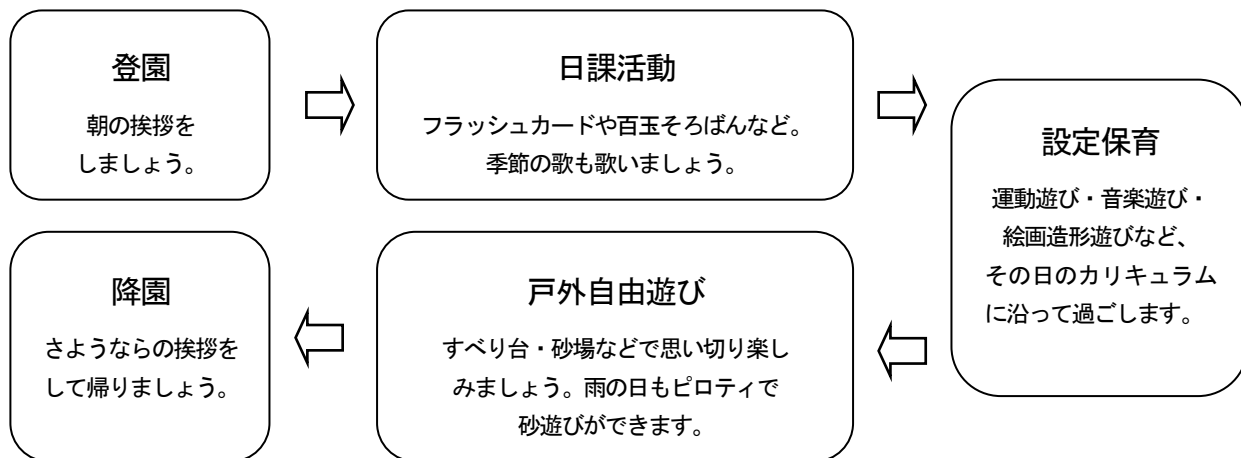 登園
朝の挨拶を
しましょう。
日課活動
フラッシュカードや百玉そろばんなど。
季節の歌も歌いましょう。
設定保育
運動遊び・音楽遊び・
絵画造形遊びなど、
その日のカリキュラム
に沿って過ごします。
戸外自由遊び
すべり台・砂場などで思い切り楽し
みましょう。雨の日もピロティで
砂遊びができます。
降園
さようならの挨拶を
して帰りましょう。